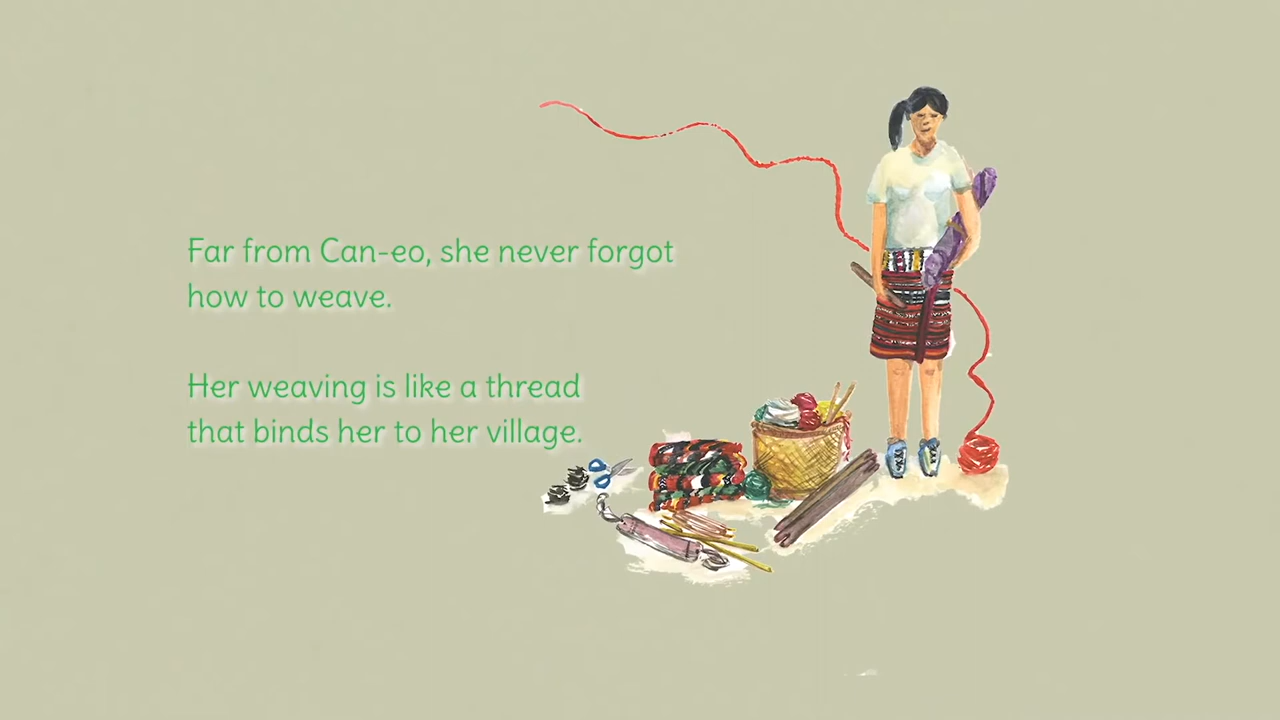 Far from Can-eo, she never forgot
how to weave.
Her weaving is like a thread
that binds her to her village.